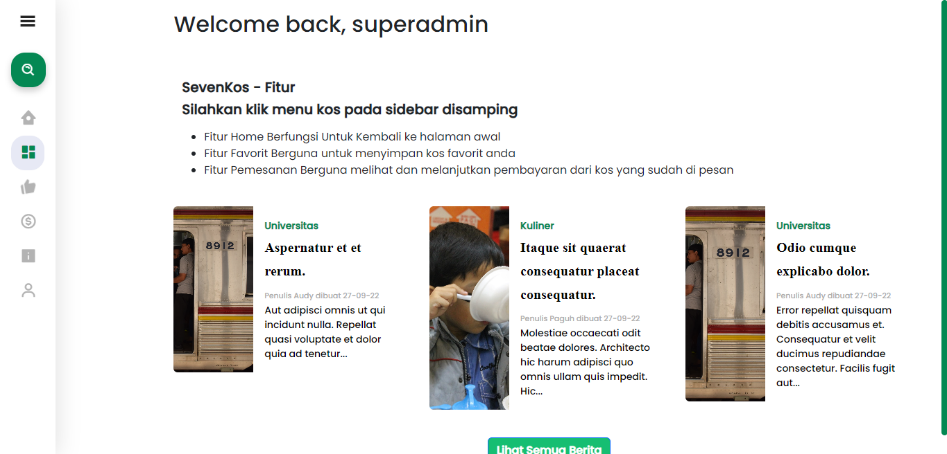 Welcome back, superadmin
SevenKos - Fitur
Silahkan klik menu kos pada sidebar disamping
Fitur Home Berfungsi Untuk Kembali ke halaman awal
Fitur Favorit Berguna untuk menyimpan kos favorit anda
Fitur Pemesanan Berguna melihat dan melanjutkan pembayaran dari kos yang sudah di pesan
8912
Universitas
Aspernatur et et
rerum.
Penulis Audy dibuat 27-09-22
Aut adipisci omnis ut qui
incidunt nulla. Repellat
quasi voluptate et dolor
quia ad tenetur...
Kuliner
Itaque sit quaerat
consequatur placeat
consequatur.
Penulis Paguh dibuat 27-09-22
Molestiae occaecati odit
beatae dolores. Architecto
hic harum adipisci quo
omnis ullam quis impedit.
Hic...
8912
Universitas
Odio cumque
explicabo dolor.
Penulis Audy dibuat 27-09-22
Error repellat quisquam
debitis accusamus et.
Consequatur et velit
ducimus repudiandae
consectetur. Facilis fugit
aut...
Lihat Semua Berita